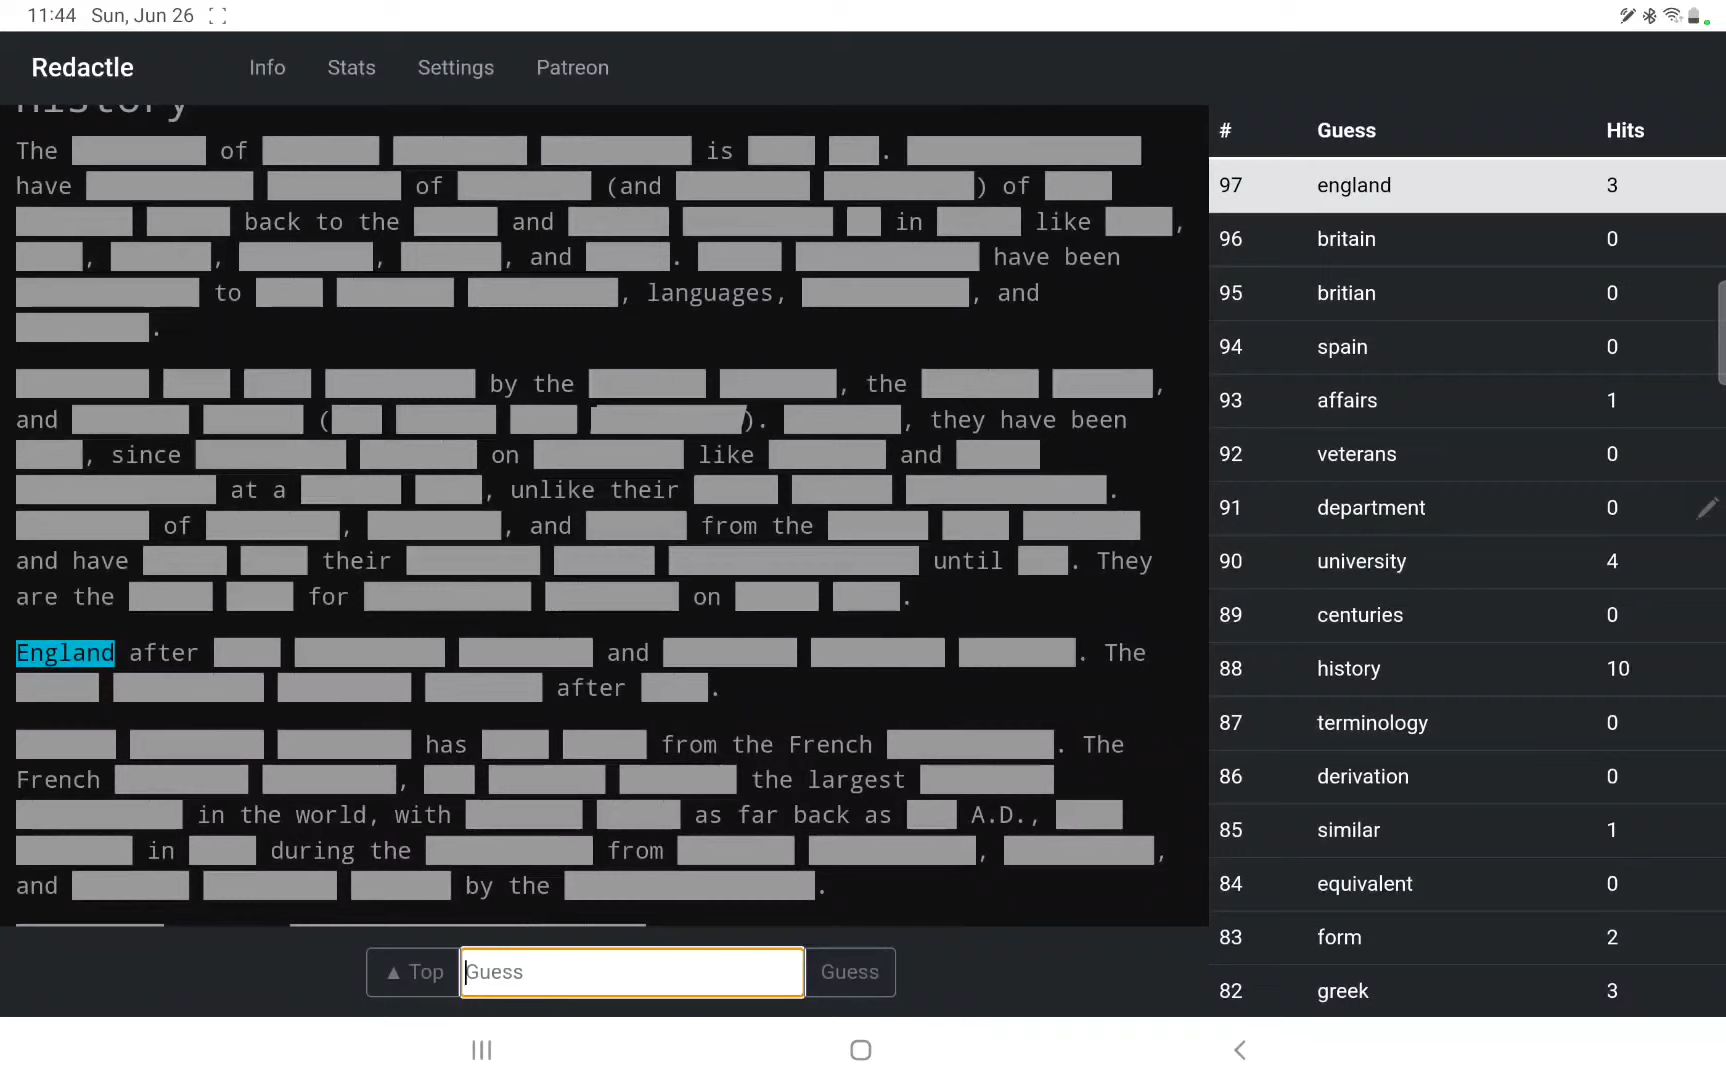 11:44 Sun, Jun 26
Redactle Info Stats Settings Patreon
History
The of is .
have of (and ) of
back to the and in like ,
, , , , and . have been
to , languages, , and
.
by the , the ,
and ( ). , they have been
, since on like and
at a , unlike their .
of , , and from the
and have their until . They
are the for on .
England after and . The
after .
has from the French . The
French , the largest
in the world, with as far back as A.D.,
in during the from , ,
and by the .
▲ Top Guess Guess
# Guess Hits
97 england 3
96 britain 0
95 britian 0
94 spain 0
93 affairs 1
92 veterans 0
91 department 0
90 university 4
89 centuries 0
88 history 10
87 terminology 0
86 derivation 0
85 similar 1
84 equivalent 0
83 form 2
82 greek 3